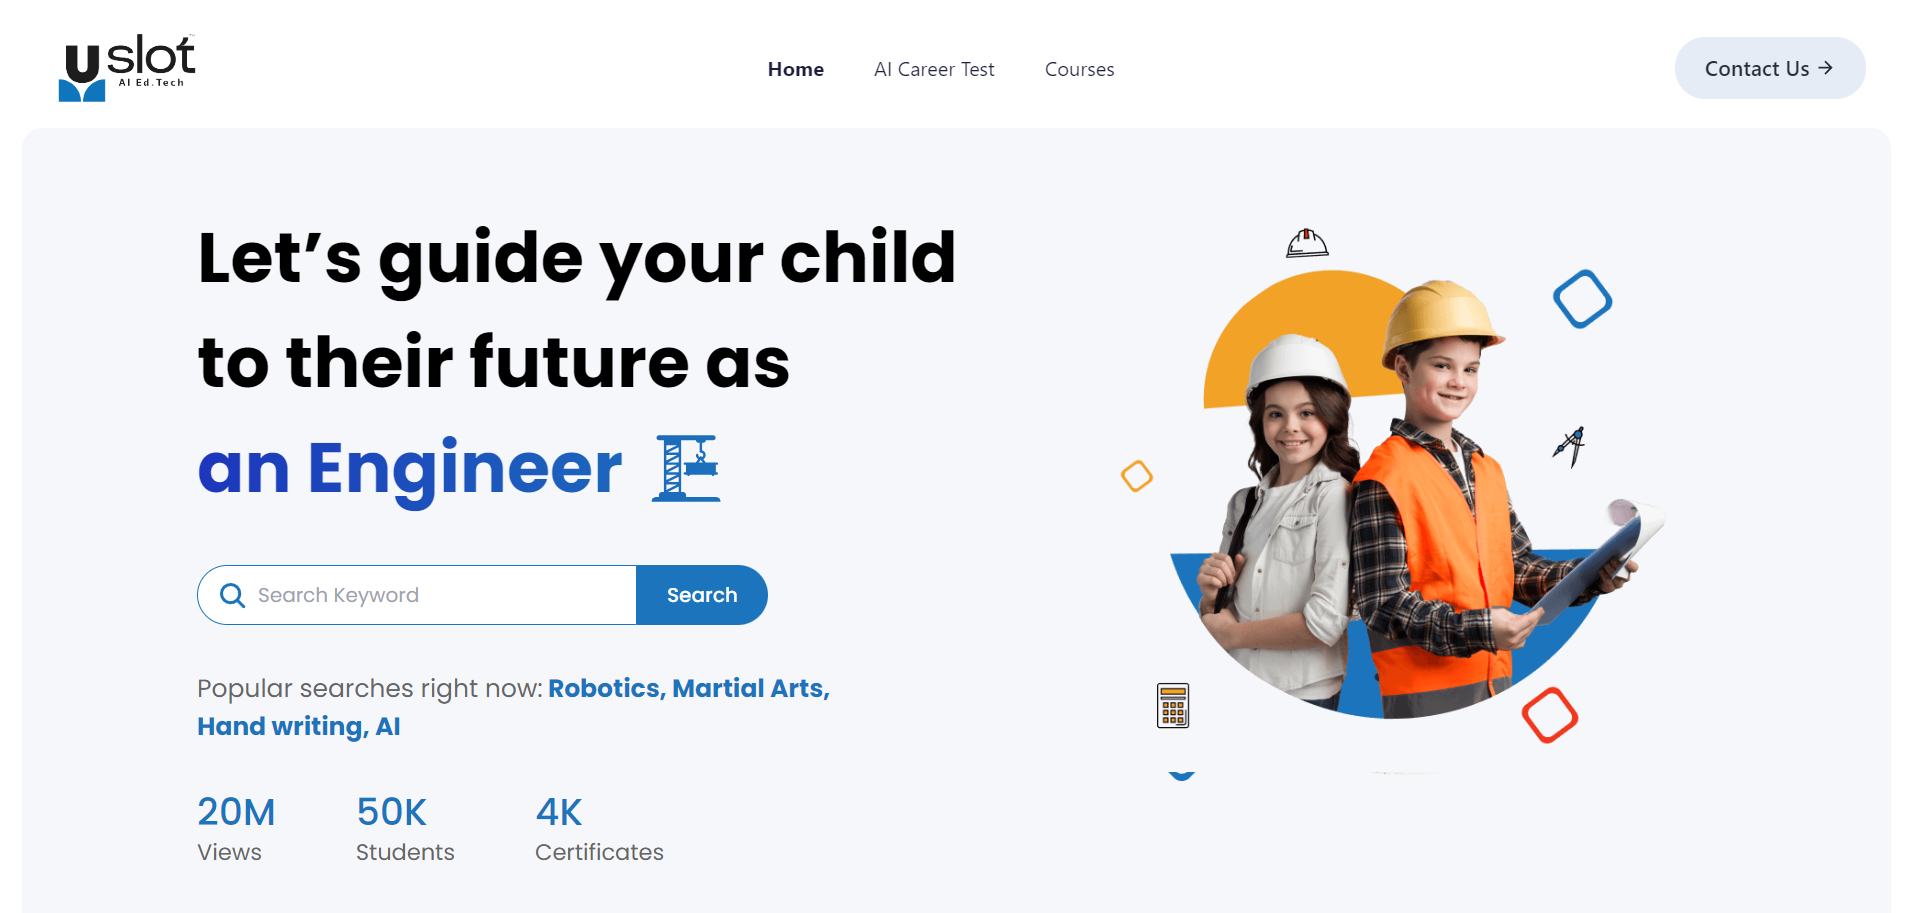 uslot™
AI Ed.Tech
Home
AI Career Test
Courses
Contact Us →
Let’s guide your child
to their future as
an Engineer
Search Keyword
Search
Popular searches right now: Robotics, Martial Arts,
Hand writing, AI
20M
50K
4K
Views
Students
Certificates